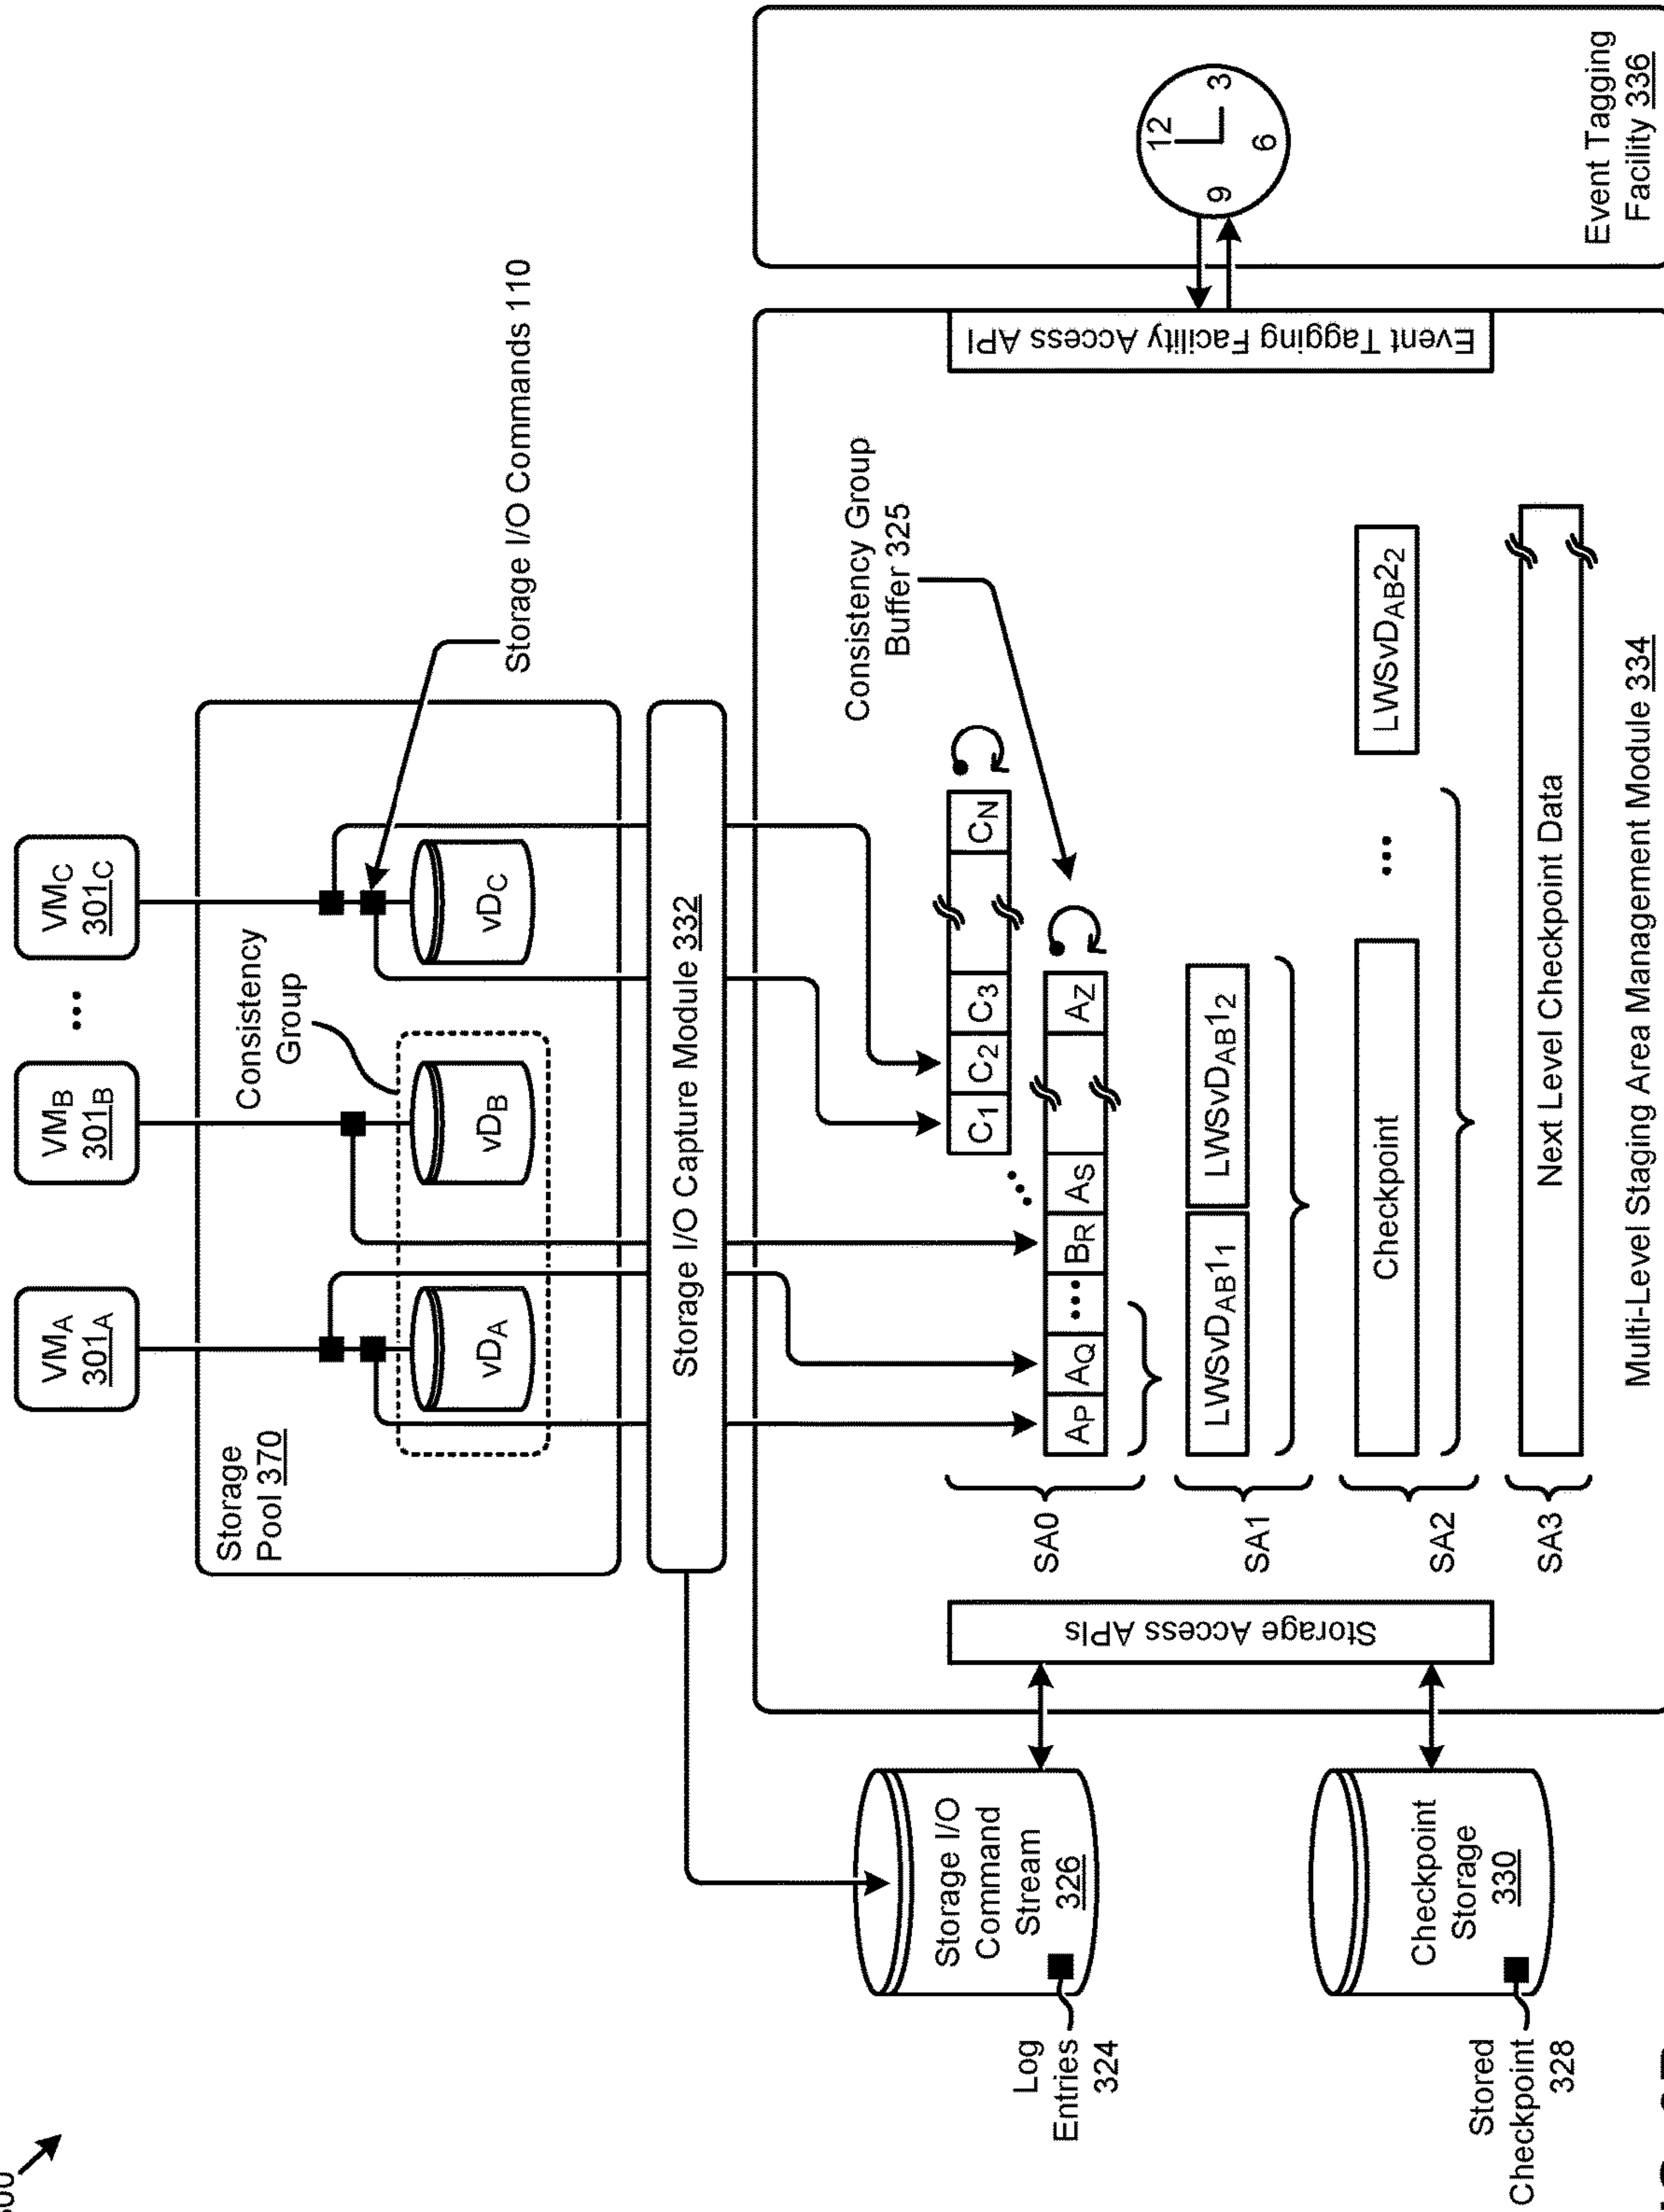 VMA
301A
VMB
301B
...
VMC
301C
Storage
Pool 370
Consistency
Group
vDA
vDB
vDC
Storage I/O Commands 110
Storage I/O Capture Module 332
Storage I/O
Command
Stream
326
Log
Entries
324
Checkpoint
Storage
330
Stored
Checkpoint
328
Storage Access APIs
Consistency Group
Buffer 325
SA0
C1 C2 C3 CN
...
AP AQ ... BR AS AZ
SA1
LWSvDAB11 LWSvDAB12
SA2
Checkpoint ... LWSvDAB22
SA3
Next Level Checkpoint Data
Multi-Level Staging Area Management Module 334
Event Tagging Facility Access API
12
9 3
6
Event Tagging
Facility 336